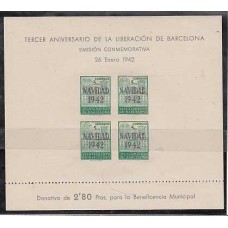 TERCER ANIVERSARIO DE LA LIBERACIÓN DE BARCELONA
EMISIÓN CONMEMORATIVA
26 Enero 1942
NAVIDAD
1942
NAVIDAD
1942
NAVIDAD
1942
NAVIDAD
1942
Donativo de 2'80 Ptas. para la Beneficencia Municipal